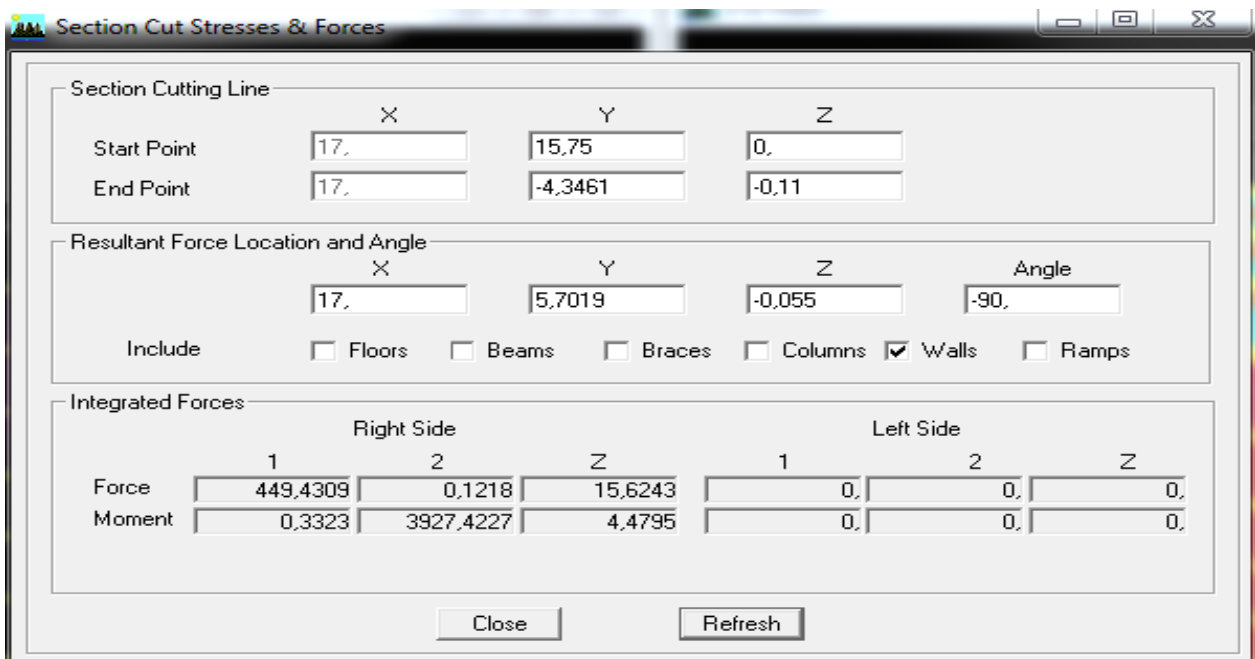 Section Cut Stresses & Forces
Section Cutting Line
X Y Z
Start Point 17, 15,75 0,
End Point 17, -4,3461 -0,11
Resultant Force Location and Angle
X Y Z Angle
17, 5,7019 -0,055 -90,
Include Floors Beams Braces Columns Walls Ramps
Integrated Forces
Right Side Left Side
1 2 Z 1 2 Z
Force 449,4309 0,1218 15,6243 0, 0, 0,
Moment 0,3323 3927,4227 4,4795 0, 0, 0,
Close Refresh